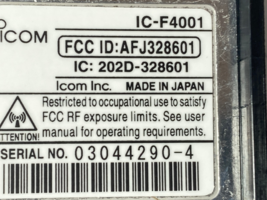 ICOM
IC-F4001
FCC ID:AFJ328601
IC: 202D-328601
Icom Inc. MADE IN JAPAN
Restricted to occupational use to satisfy
FCC RF exposure limits. See user
manual for operating requirements.
ATTENTION!
SERIAL NO. 03044290-4